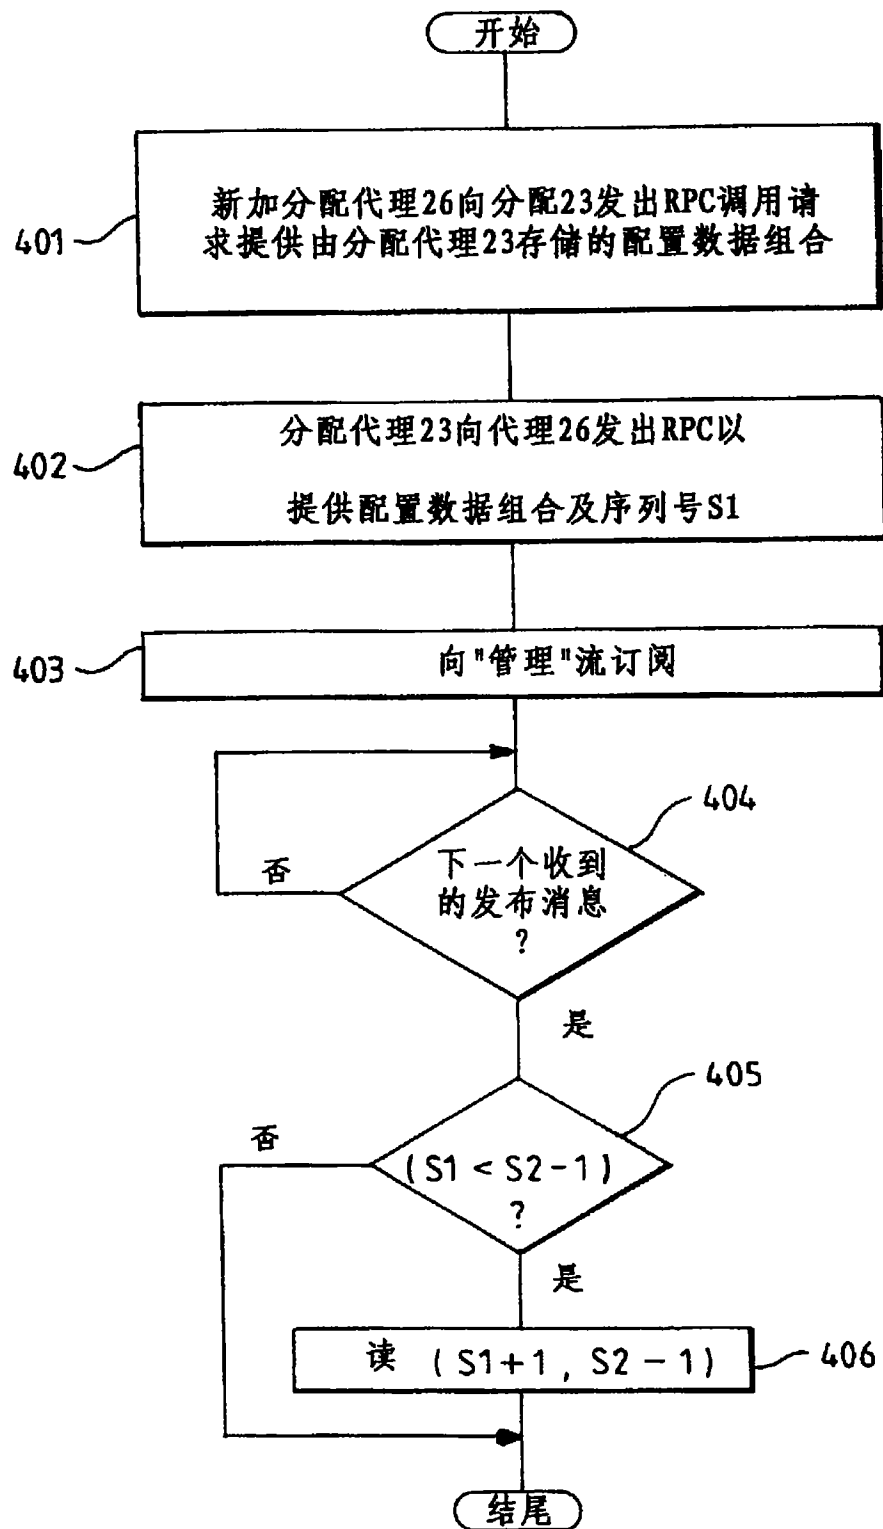 开始
新加分配代理26向分配23发出RPC调用请
求提供由分配代理23存储的配置数据组合
401
分配代理23向代理26发出RPC以
提供配置数据组合及序列号S1
402
向"管理"流订阅
403
404
下一个收到
的发布消息
?
否
是
405
(S1<S2-1)
?
否
是
读 (S1+1, S2-1)
406
结尾